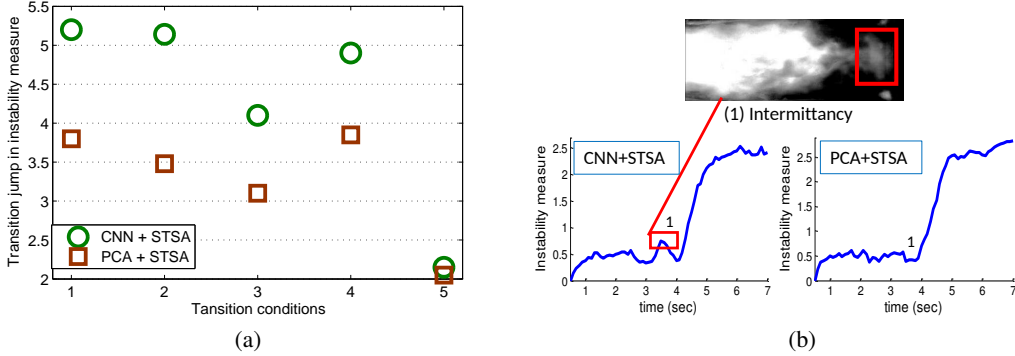 5.5
5
4.5
4
3.5
3
2.5
2
Transition jump in instability measure
CNN + STSA
PCA + STSA
1 2 3 4 5
Tansition conditions
(a)
(1) Intermittancy
CNN+STSA
Instability measure
2.5
2
1.5
1
0.5
0
1
1 2 3 4 5 6 7
time (sec)
PCA+STSA
Instability measure
2.5
2
1.5
1
0.5
0
1
1 2 3 4 5 6 7
time (sec)
(b)